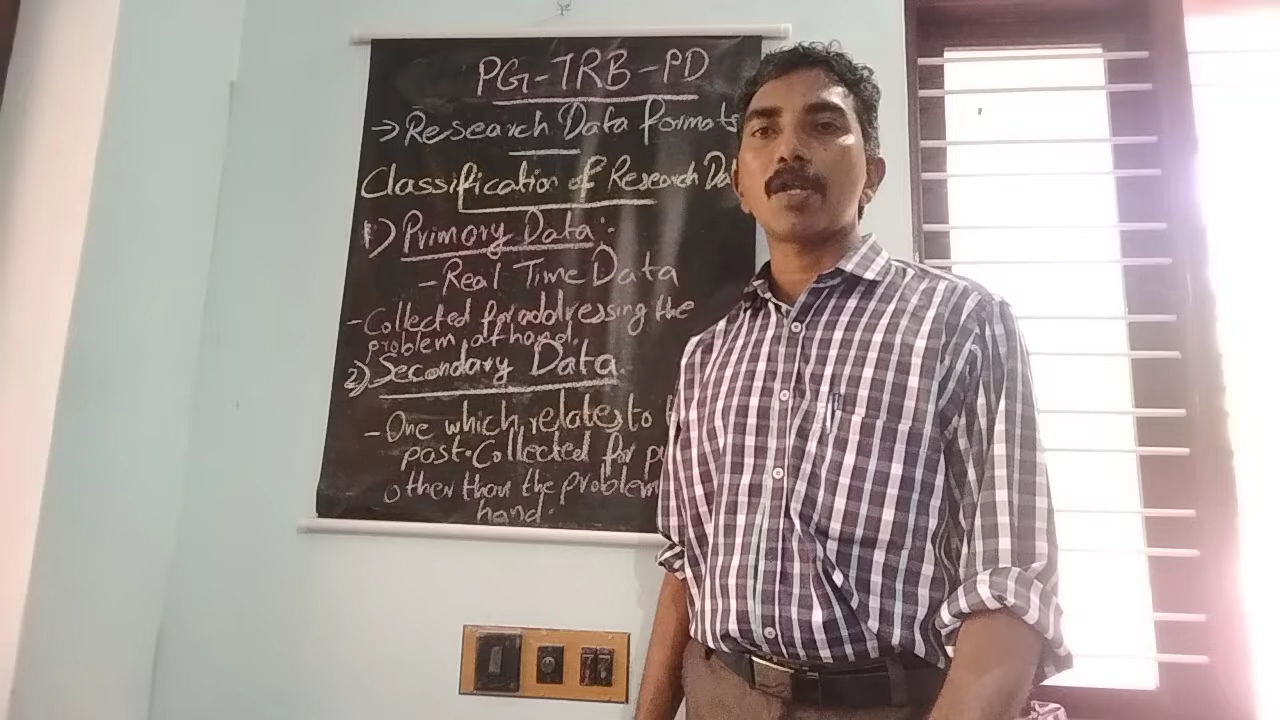 PG-TRB-PD
→ Research Data formats
Classification of Research Da
1) Primary Data :-
- Real Time Data
- Collected for addressing the
problem at hand.
2) Secondary Data.
- One which relates to
past. Collected for
other than the problem
hand.